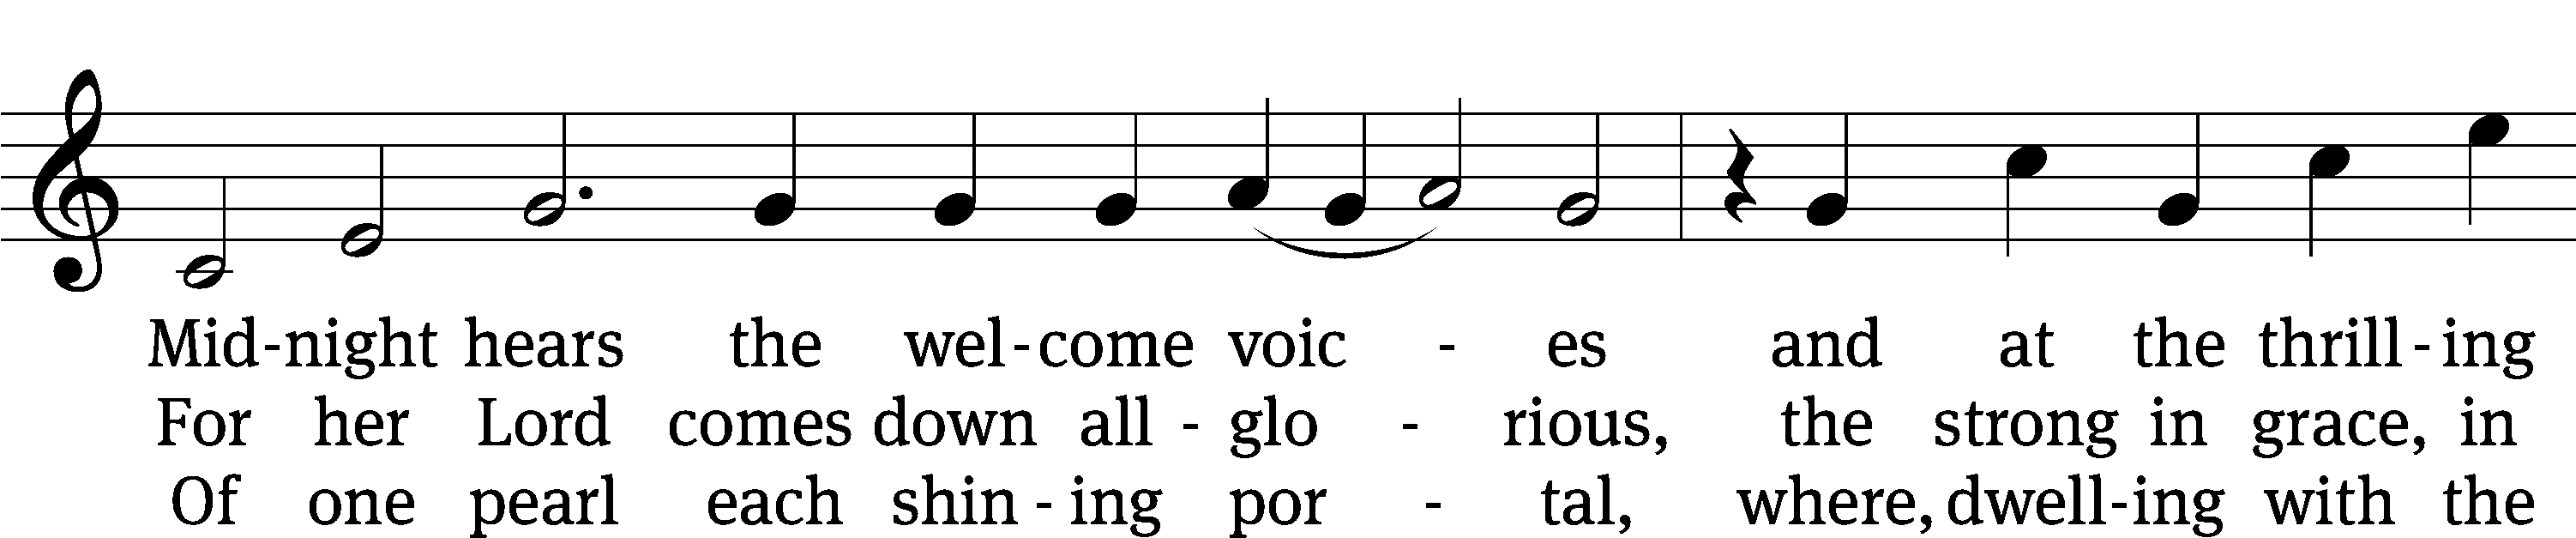 Mid-night hears the wel-come voic - es and at the thrill-ing
For her Lord comes down all - glo - rious, the strong in grace, in
Of one pearl each shin - ing por - tal, where, dwell-ing with the